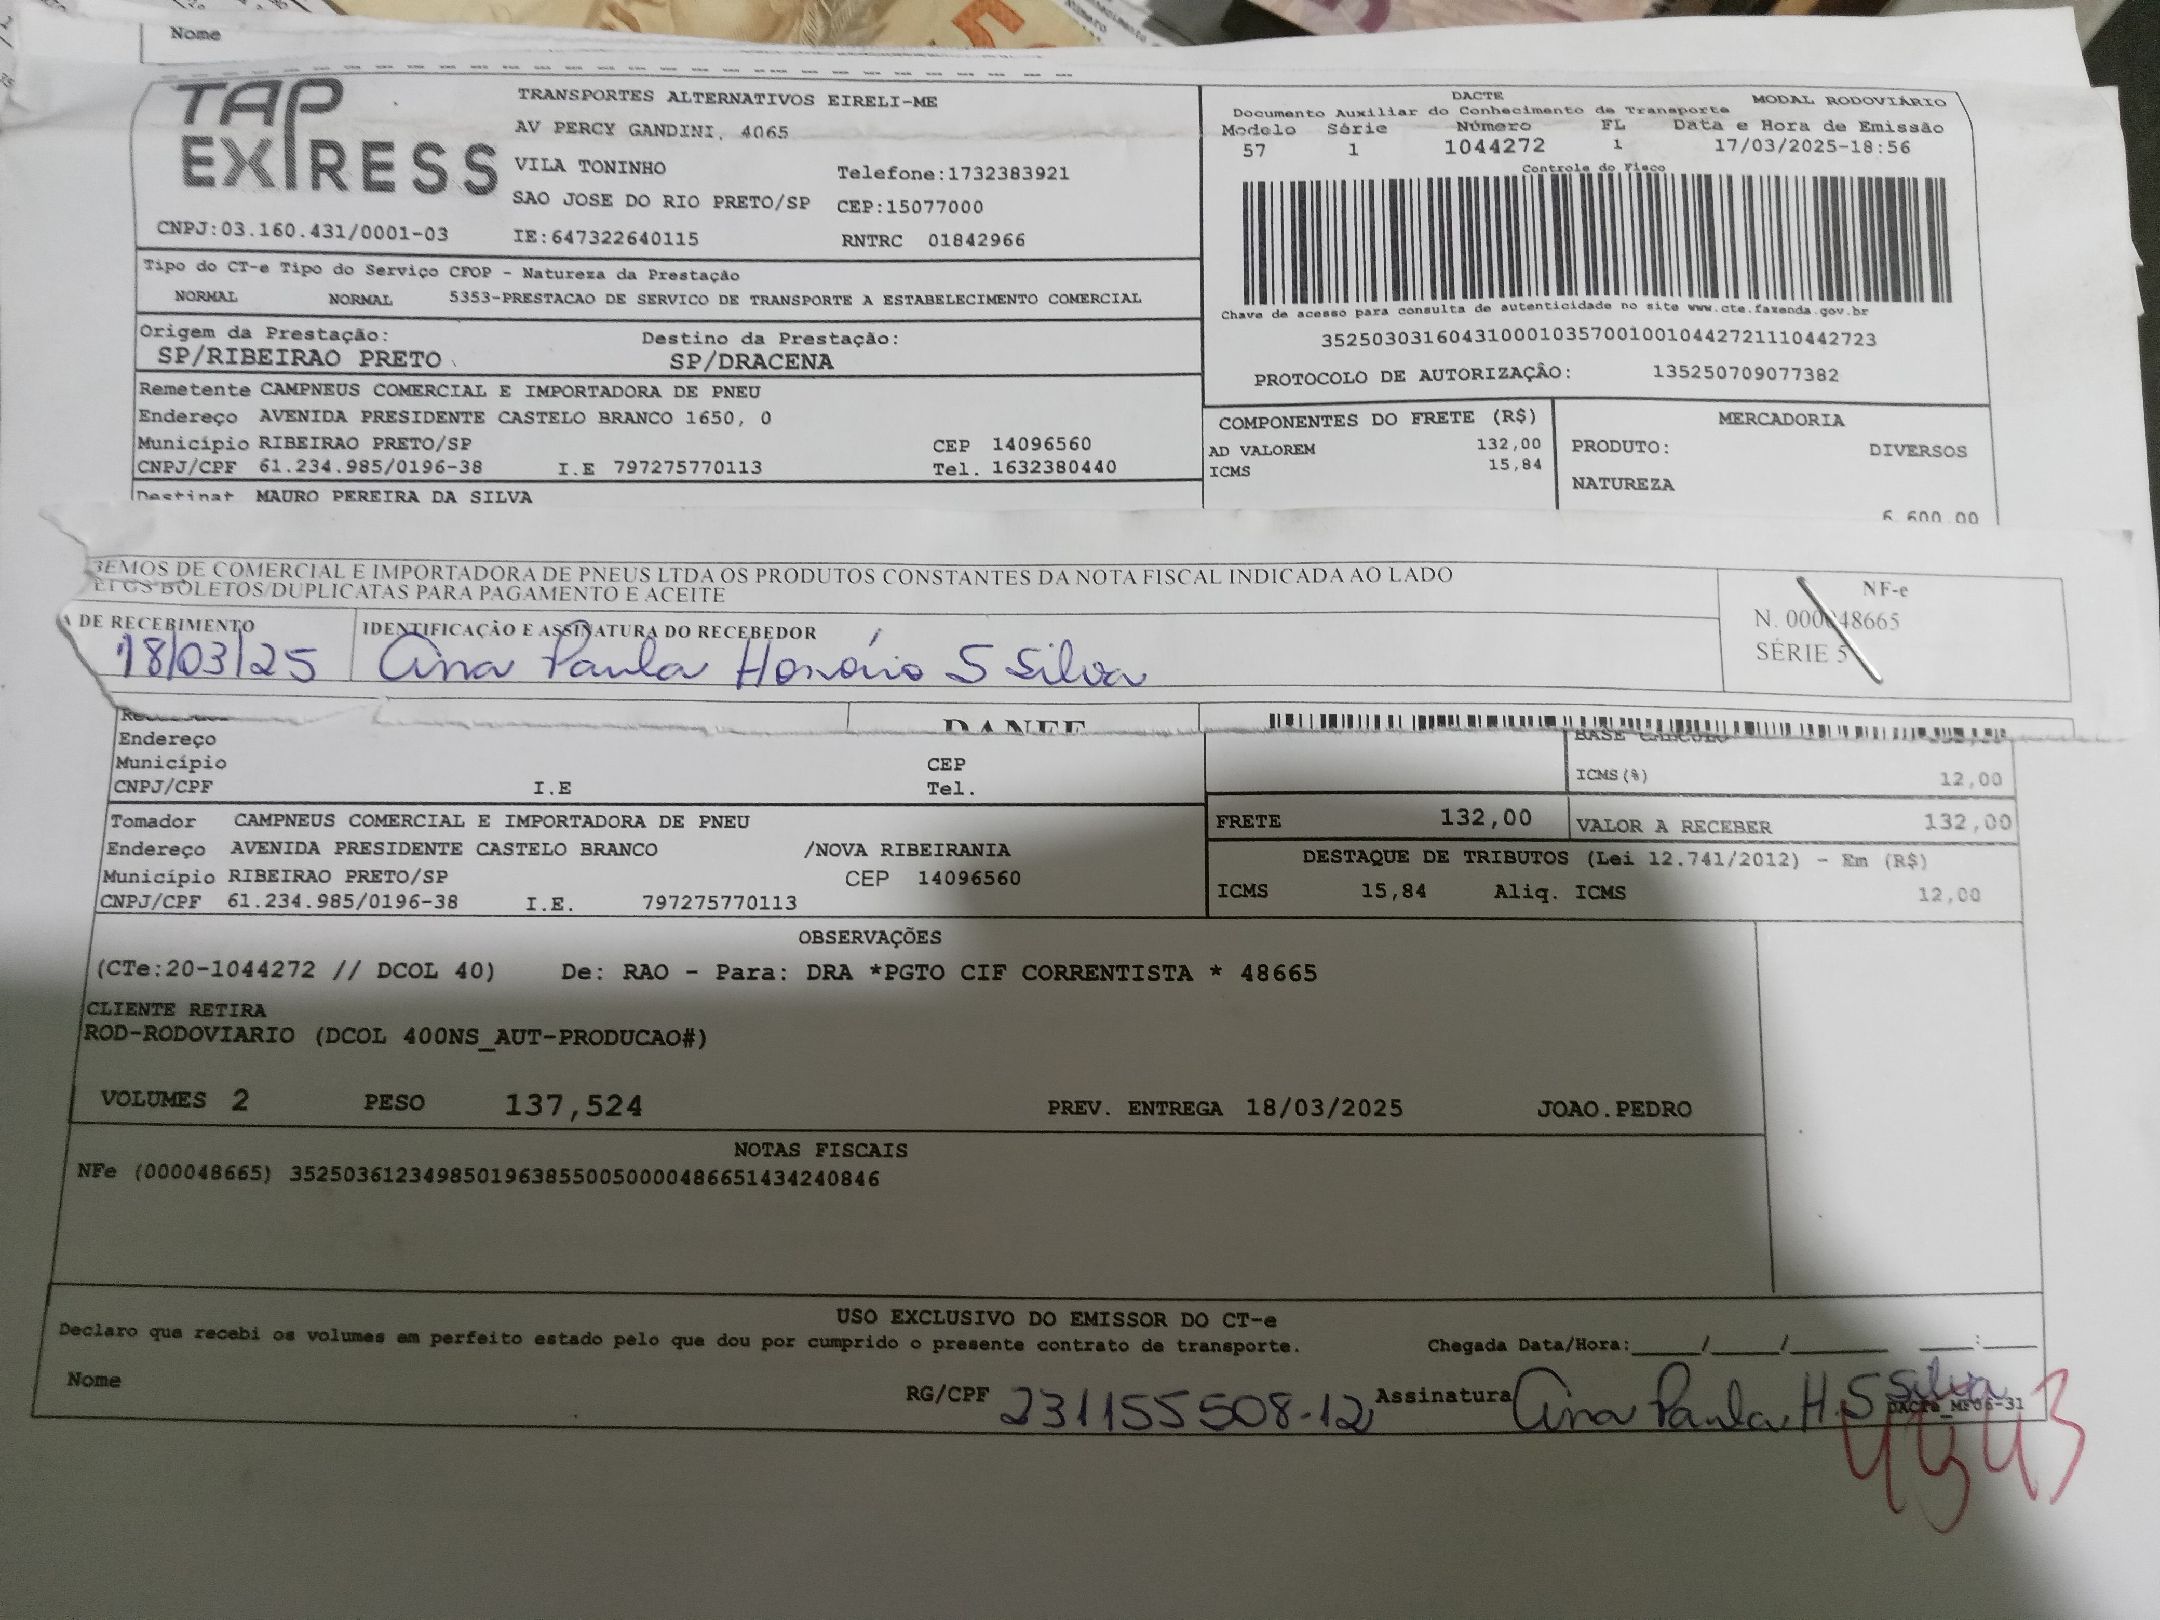 Nome
TAP EXPRESS
TRANSPORTES ALTERNATIVOS EIRELI-ME
AV PERCY GANDINI, 4065
VILA TONINHO Telefone:1732383921
SAO JOSE DO RIO PRETO/SP CEP:15077000
CNPJ:03.160.431/0001-03 IE:647322640115 RNTRC 01842966
DACTE MODAL RODOVIÁRIO
Documento Auxiliar do Conhecimento de Transporte
Modelo Série Número FL Data e Hora de Emissão
57 1 1044272 1 17/03/2025-18:56
Controle do Fisco
Chave de acesso para consulta de autenticidade no site www.cte.fazenda.gov.br
35250303160431000103570010010442721110442723
PROTOCOLO DE AUTORIZAÇÃO: 135250709077382
Tipo do CT-e Tipo do Serviço CFOP - Natureza da Prestação
NORMAL NORMAL 5353-PRESTACAO DE SERVICO DE TRANSPORTE A ESTABELECIMENTO COMERCIAL
Origem da Prestação: Destino da Prestação:
SP/RIBEIRAO PRETO SP/DRACENA
Remetente CAMPNEUS COMERCIAL E IMPORTADORA DE PNEU
Endereço AVENIDA PRESIDENTE CASTELO BRANCO 1650, 0
Município RIBEIRAO PRETO/SP CEP 14096560
CNPJ/CPF 61.234.985/0196-38 I.E 797275770113 Tel. 1632380440
Destinat MAURO PEREIRA DA SILVA
COMPONENTES DO FRETE (R$) MERCADORIA
AD VALOREM 132,00 PRODUTO: DIVERSOS
ICMS 15,84 NATUREZA
6.600,00
BEMOS DE COMERCIAL E IMPORTADORA DE PNEUS LTDA OS PRODUTOS CONSTANTES DA NOTA FISCAL INDICADA AO LADO
BOLETOS/DUPLICATAS PARA PAGAMENTO E ACEITE
NF-e
N. 000048665
SÉRIE 5
DE RECEBIMENTO IDENTIFICAÇÃO E ASSINATURA DO RECEBEDOR
18/03/25 Ana Paula Honório S Silva
DANFE
Endereço
Município CEP
CNPJ/CPF I.E Tel.
BASE CALCULO
ICMS(%) 12,00
Tomador CAMPNEUS COMERCIAL E IMPORTADORA DE PNEU
Endereço AVENIDA PRESIDENTE CASTELO BRANCO /NOVA RIBEIRANIA
Município RIBEIRAO PRETO/SP CEP 14096560
CNPJ/CPF 61.234.985/0196-38 I.E. 797275770113
FRETE 132,00 VALOR A RECEBER 132,00
DESTAQUE DE TRIBUTOS (Lei 12.741/2012) - Em (R$)
ICMS 15,84 Aliq. ICMS 12,00
OBSERVAÇÕES
(CTe:20-1044272 // DCOL 40) De: RAO - Para: DRA *PGTO CIF CORRENTISTA * 48665
CLIENTE RETIRA
ROD-RODOVIARIO (DCOL 400NS_AUT-PRODUCAO#)
VOLUMES 2 PESO 137,524 PREV. ENTREGA 18/03/2025 JOAO.PEDRO
NOTAS FISCAIS
NFe (000048665) 35250361234985019638550050000486651434240846
USO EXCLUSIVO DO EMISSOR DO CT-e
Declaro que recebi os volumes em perfeito estado pelo que dou por cumprido o presente contrato de transporte. Chegada Data/Hora:_____/_____/_______ ____:____
Nome RG/CPF 231155508-12 Assinatura Ana Paula H. S Silva